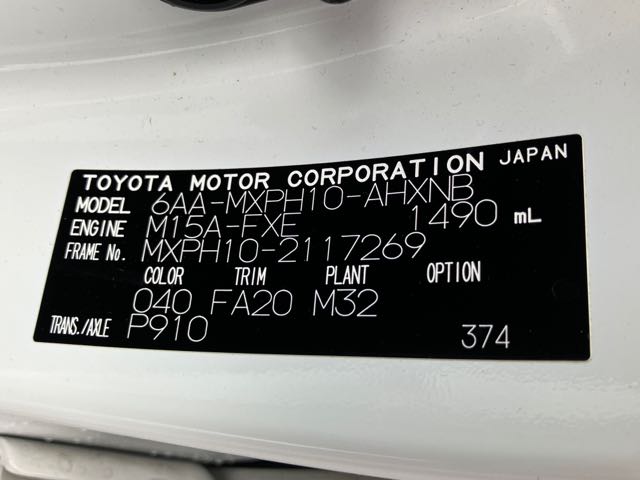 TOYOTA MOTOR CORPORATION JAPAN
MODEL 6AA-MXPH10-AHXNB
ENGINE M15A-FXE 1490 mL
FRAME No. MXPH10-2117269
COLOR TRIM PLANT OPTION
040 FA20 M32
TRANS./AXLE P910 374